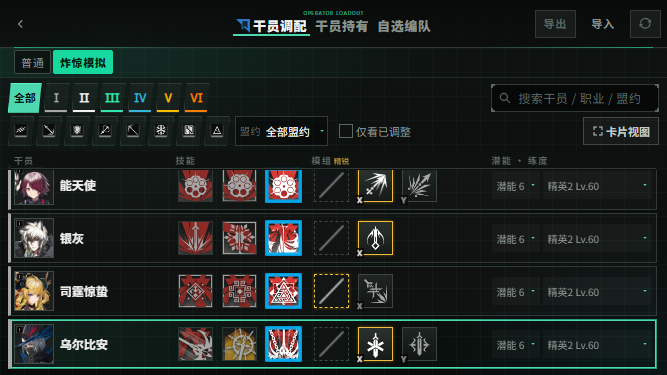 OPERATOR LOADOUT
干员调配 干员持有 自选编队 导出 导入
普通 炸惊模拟
全部 I II III IV V VI 搜索干员 / 职业 / 盟约
盟约 全部盟约 仅看已调整 卡片视图
干员 技能 模组 精锐 潜能 · 练度
能天使 X Y 潜能 6 精英2 Lv.60
银灰 X 潜能 6 精英2 Lv.60
司霆惊蛰 X 潜能 6 精英2 Lv.60
乌尔比安 X Y 潜能 6 精英2 Lv.60